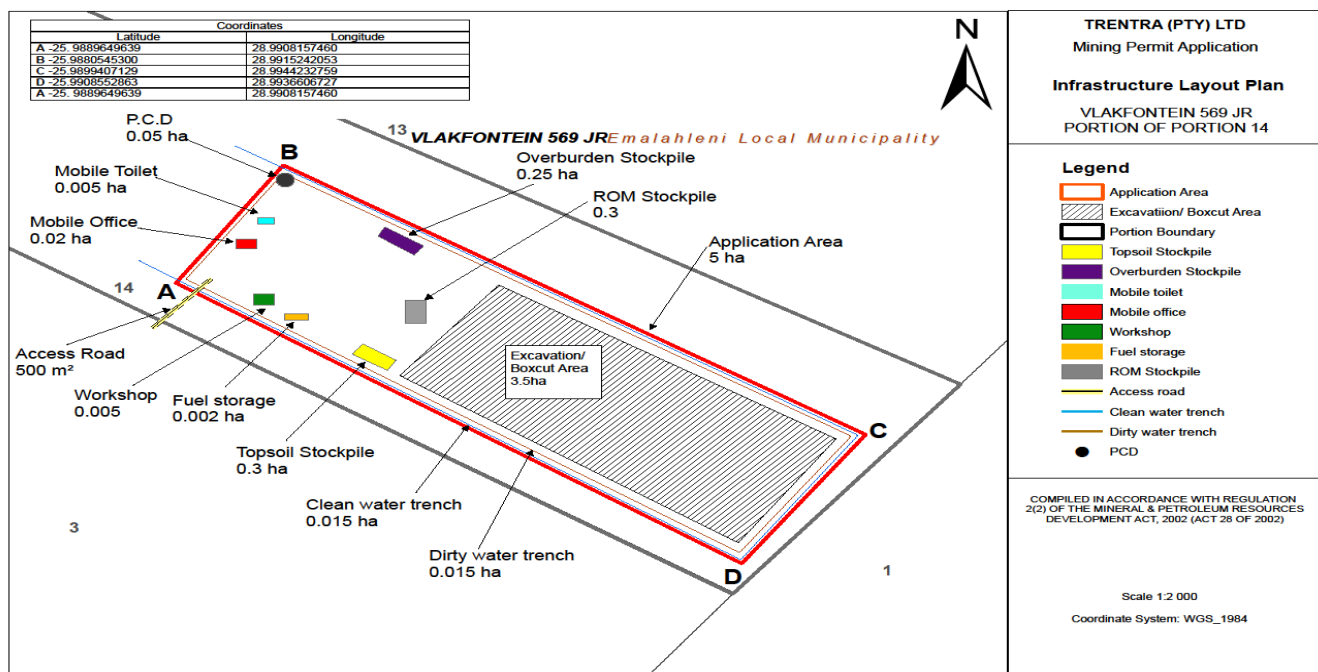 Coordinates
Latitude Longitude
A -25. 9889649639 28.9908157460
B -25.9880545300 28.9915242053
C -25.9899407129 28.9944232759
D -25.9908552863 28.9936606727
A -25. 9889649639 28.9908157460
N
P.C.D
0.05 ha
13
VLAKFONTEIN 569 JR Emalahleni Local Municipality
B
Overburden Stockpile
0.25 ha
Mobile Toilet
0.005 ha
ROM Stockpile
0.3
Mobile Office
0.02 ha
Application Area
5 ha
14
A
Access Road
500 m²
Excavation/
Boxcut Area
3.5ha
Workshop
0.005
Fuel storage
0.002 ha
C
Topsoil Stockpile
0.3 ha
Clean water trench
0.015 ha
3
Dirty water trench
0.015 ha
D
1
TRENTRA (PTY) LTD
Mining Permit Application
Infrastructure Layout Plan
VLAKFONTEIN 569 JR
PORTION OF PORTION 14
Legend
Application Area
Excavatiion/ Boxcut Area
Portion Boundary
Topsoil Stockpile
Overburden Stockpile
Mobile toilet
Mobile office
Workshop
Fuel storage
ROM Stockpile
Access road
Clean water trench
Dirty water trench
PCD
COMPILED IN ACCORDANCE WITH REGULATION
2(2) OF THE MINERAL & PETROLEUM RESOURCES
DEVELOPMENT ACT, 2002 (ACT 28 OF 2002)
Scale 1:2 000
Coordinate System: WGS_1984